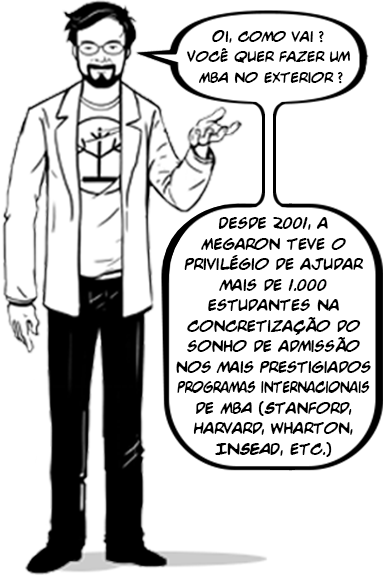 OI, COMO VAI ?
VOCÊ QUER FAZER UM
MBA NO EXTERIOR ?
DESDE 2001, A
MEGARON TEVE O
PRIVILÉGIO DE AJUDAR
MAIS DE 1.000
ESTUDANTES NA
CONCRETIZAÇÃO DO
SONHO DE ADMISSÃO
NOS MAIS PRESTIGIADOS
PROGRAMAS INTERNACIONAIS
DE MBA (STANFORD,
HARVARD, WHARTON,
INSEAD, ETC.)